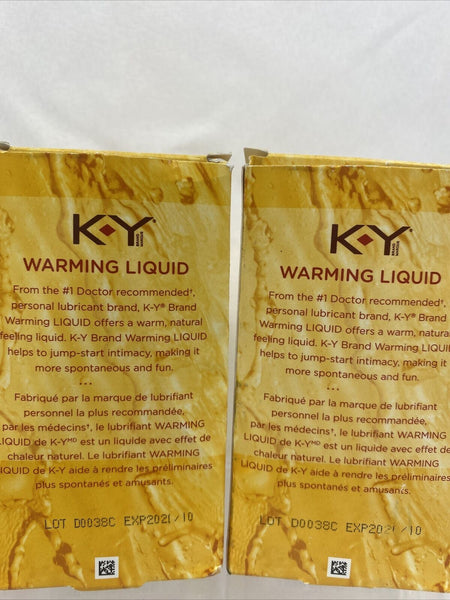 K-Y®
BRAND
MARQUE
WARMING LIQUID
From the #1 Doctor recommended†,
personal lubricant brand, K-Y® Brand
Warming LIQUID offers a warm, natural
feeling liquid. K-Y Brand Warming LIQUID
helps to jump-start intimacy, making it
more spontaneous and fun.
...
Fabriqué par la marque de lubrifiant
personnel la plus recommandée,
par les médecins†, le lubrifiant WARMING
LIQUID de K-Yᴹᴰ est un liquide avec effet de
chaleur naturel. Le lubrifiant WARMING
LIQUID de K-Y aide à rendre les préliminaires
plus spontanés et amusants.
LOT D0038C EXP2021/10
K-Y®
BRAND
MARQUE
WARMING LIQUID
From the #1 Doctor recommended†,
personal lubricant brand, K-Y® Brand
Warming LIQUID offers a warm, natural
feeling liquid. K-Y Brand Warming LIQUID
helps to jump-start intimacy, making it
more spontaneous and fun.
...
Fabriqué par la marque de lubrifiant
personnel la plus recommandée,
par les médecins†, le lubrifiant WARMING
LIQUID de K-Yᴹᴰ est un liquide avec effet de
chaleur naturel. Le lubrifiant WARMING
LIQUID de K-Y aide à rendre les préliminaires
plus spontanés et amusants.
LOT D0038C EXP2021/10